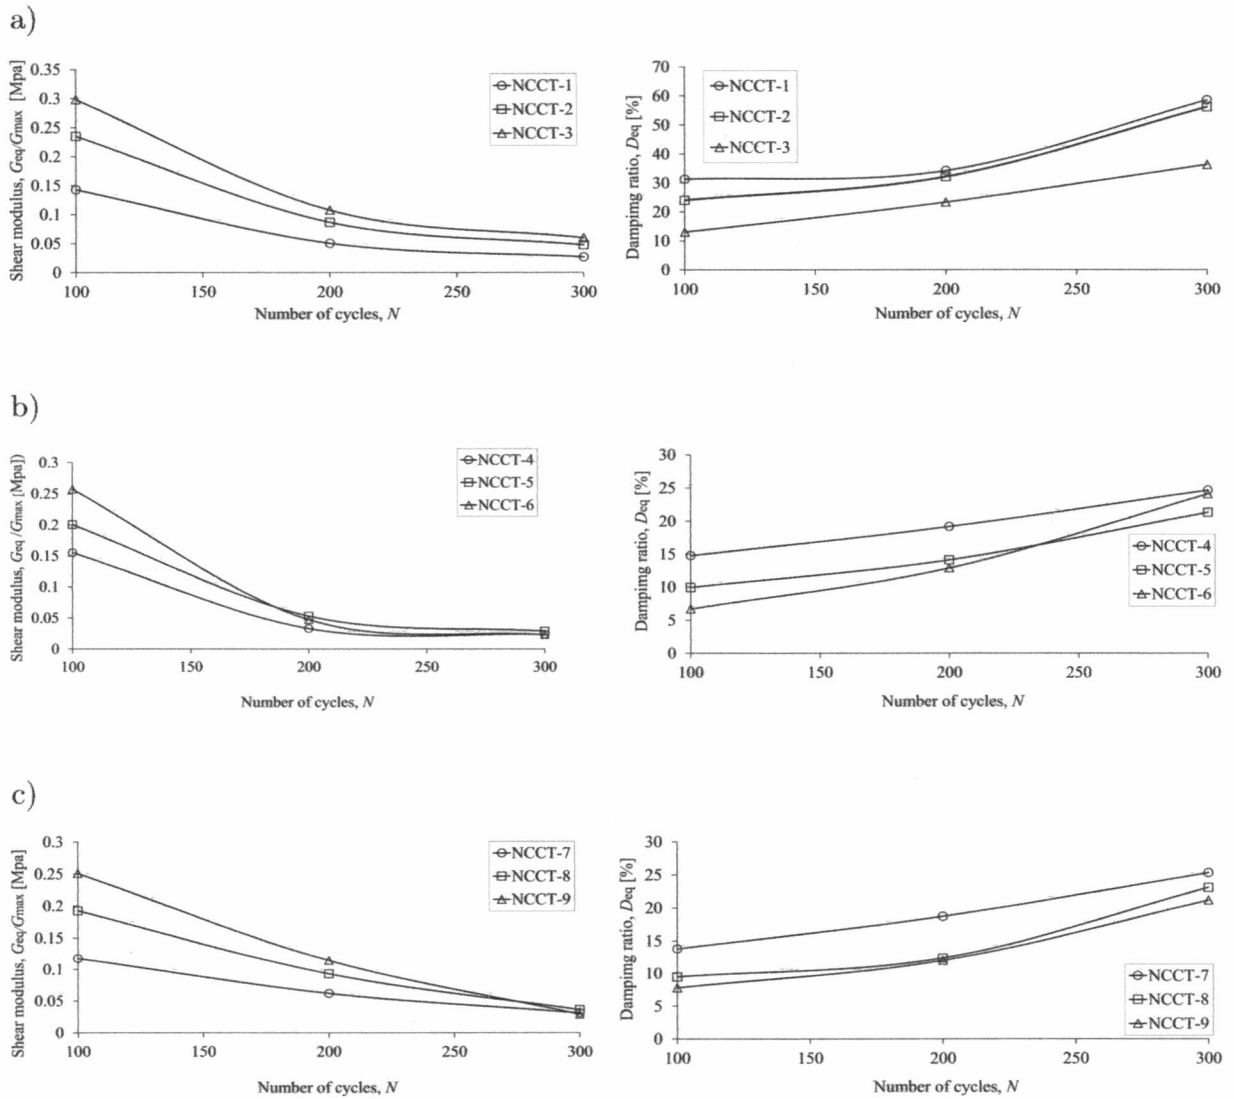 a)
Shear modulus, Geq/Gmax [Mpa]
0.35
0.3
0.25
0.2
0.15
0.1
0.05
0
100
150
200
250
300
Number of cycles, N
NCCT-1
NCCT-2
NCCT-3
Dampimg ratio, Deq [%]
70
60
50
40
30
20
10
0
100
150
200
250
300
Number of cycles, N
NCCT-1
NCCT-2
NCCT-3
b)
Shear modulus, Geq /Gmax [Mpa])
0.3
0.25
0.2
0.15
0.1
0.05
0
100
150
200
250
300
Number of cycles, N
NCCT-4
NCCT-5
NCCT-6
Dampimg ratio, Deq [%]
30
25
20
15
10
5
0
100
150
200
250
300
Number of cycles, N
NCCT-4
NCCT-5
NCCT-6
c)
Shear modulus, Geq/Gmax [Mpa]
0.3
0.25
0.2
0.15
0.1
0.05
0
100
150
200
250
300
Number of cycles, N
NCCT-7
NCCT-8
NCCT-9
Dampimg ratio, Deq [%]
30
25
20
15
10
5
0
100
150
200
250
300
Number of cycles, N
NCCT-7
NCCT-8
NCCT-9